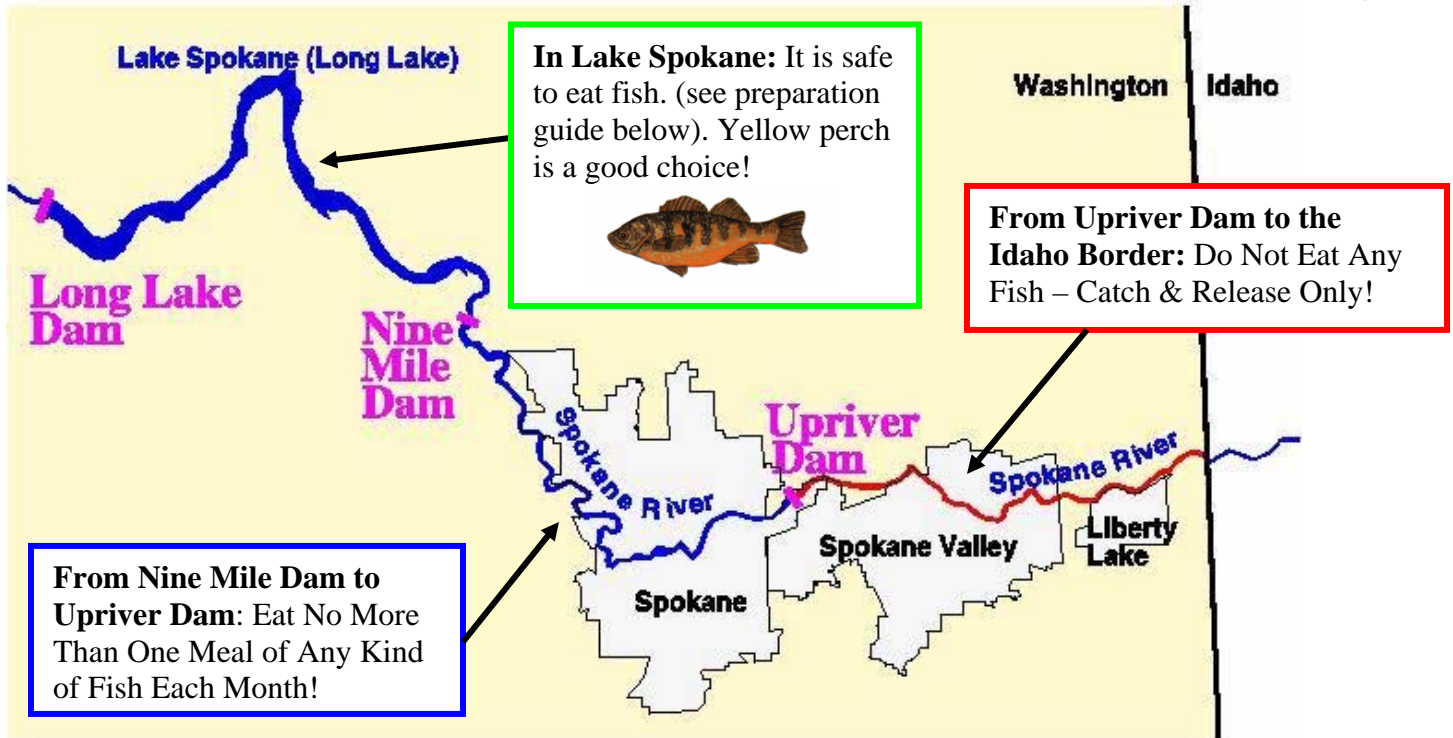 Lake Spokane (Long Lake)
In Lake Spokane: It is safe
to eat fish. (see preparation
guide below). Yellow perch
is a good choice!
Washington
Idaho
From Upriver Dam to the
Idaho Border: Do Not Eat Any
Fish – Catch & Release Only!
Long Lake
Dam
Nine
Mile
Dam
Upriver
Dam
Spokane River
Spokane River
Liberty
Lake
Spokane Valley
Spokane
From Nine Mile Dam to
Upriver Dam: Eat No More
Than One Meal of Any Kind
of Fish Each Month!